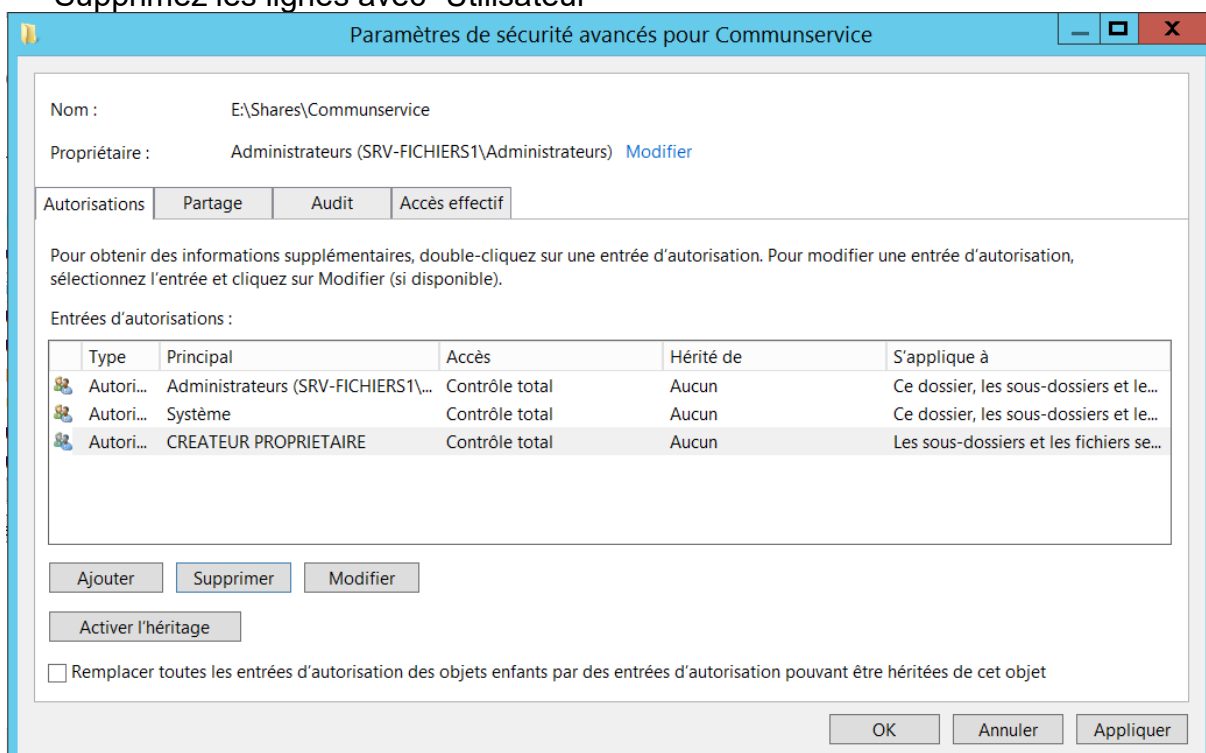 Supprimez les lignes avec "Utilisateur"
Paramètres de sécurité avancés pour Communservice
Nom : E:\Shares\Communservice
Propriétaire : Administrateurs (SRV-FICHIERS1\Administrateurs) Modifier
Autorisations Partage Audit Accès effectif
Pour obtenir des informations supplémentaires, double-cliquez sur une entrée d'autorisation. Pour modifier une entrée d'autorisation,
sélectionnez l'entrée et cliquez sur Modifier (si disponible).
Entrées d'autorisations :
Type Principal Accès Hérité de S'applique à
Autori... Administrateurs (SRV-FICHIERS1\... Contrôle total Aucun Ce dossier, les sous-dossiers et le...
Autori... Système Contrôle total Aucun Ce dossier, les sous-dossiers et le...
Autori... CREATEUR PROPRIETAIRE Contrôle total Aucun Les sous-dossiers et les fichiers se...
Ajouter Supprimer Modifier
Activer l'héritage
Remplacer toutes les entrées d'autorisation des objets enfants par des entrées d'autorisation pouvant être héritées de cet objet
OK Annuler Appliquer